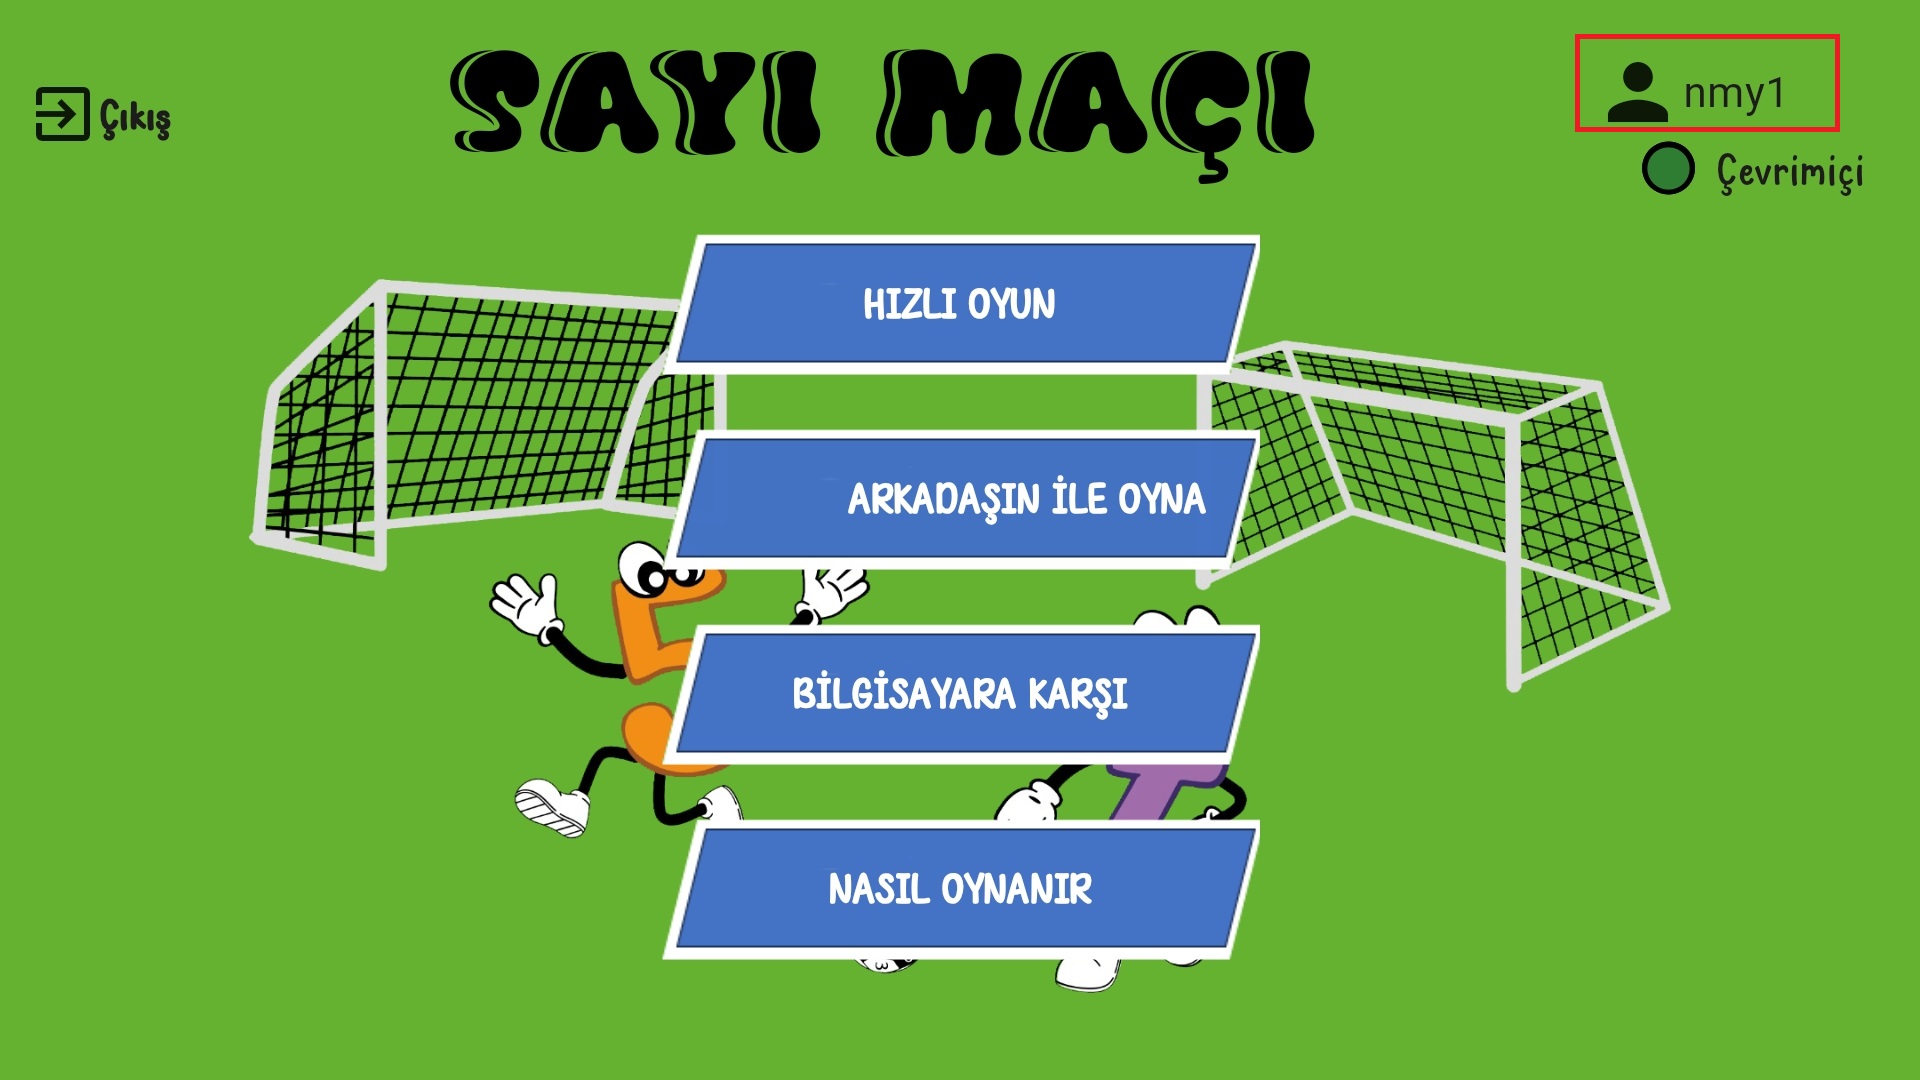 SAYI MAÇI
Çıkış
nmy1
Çevrimiçi
HIZLI OYUN
ARKADAŞIN İLE OYNA
BİLGİSAYARA KARŞI
NASIL OYNANIR